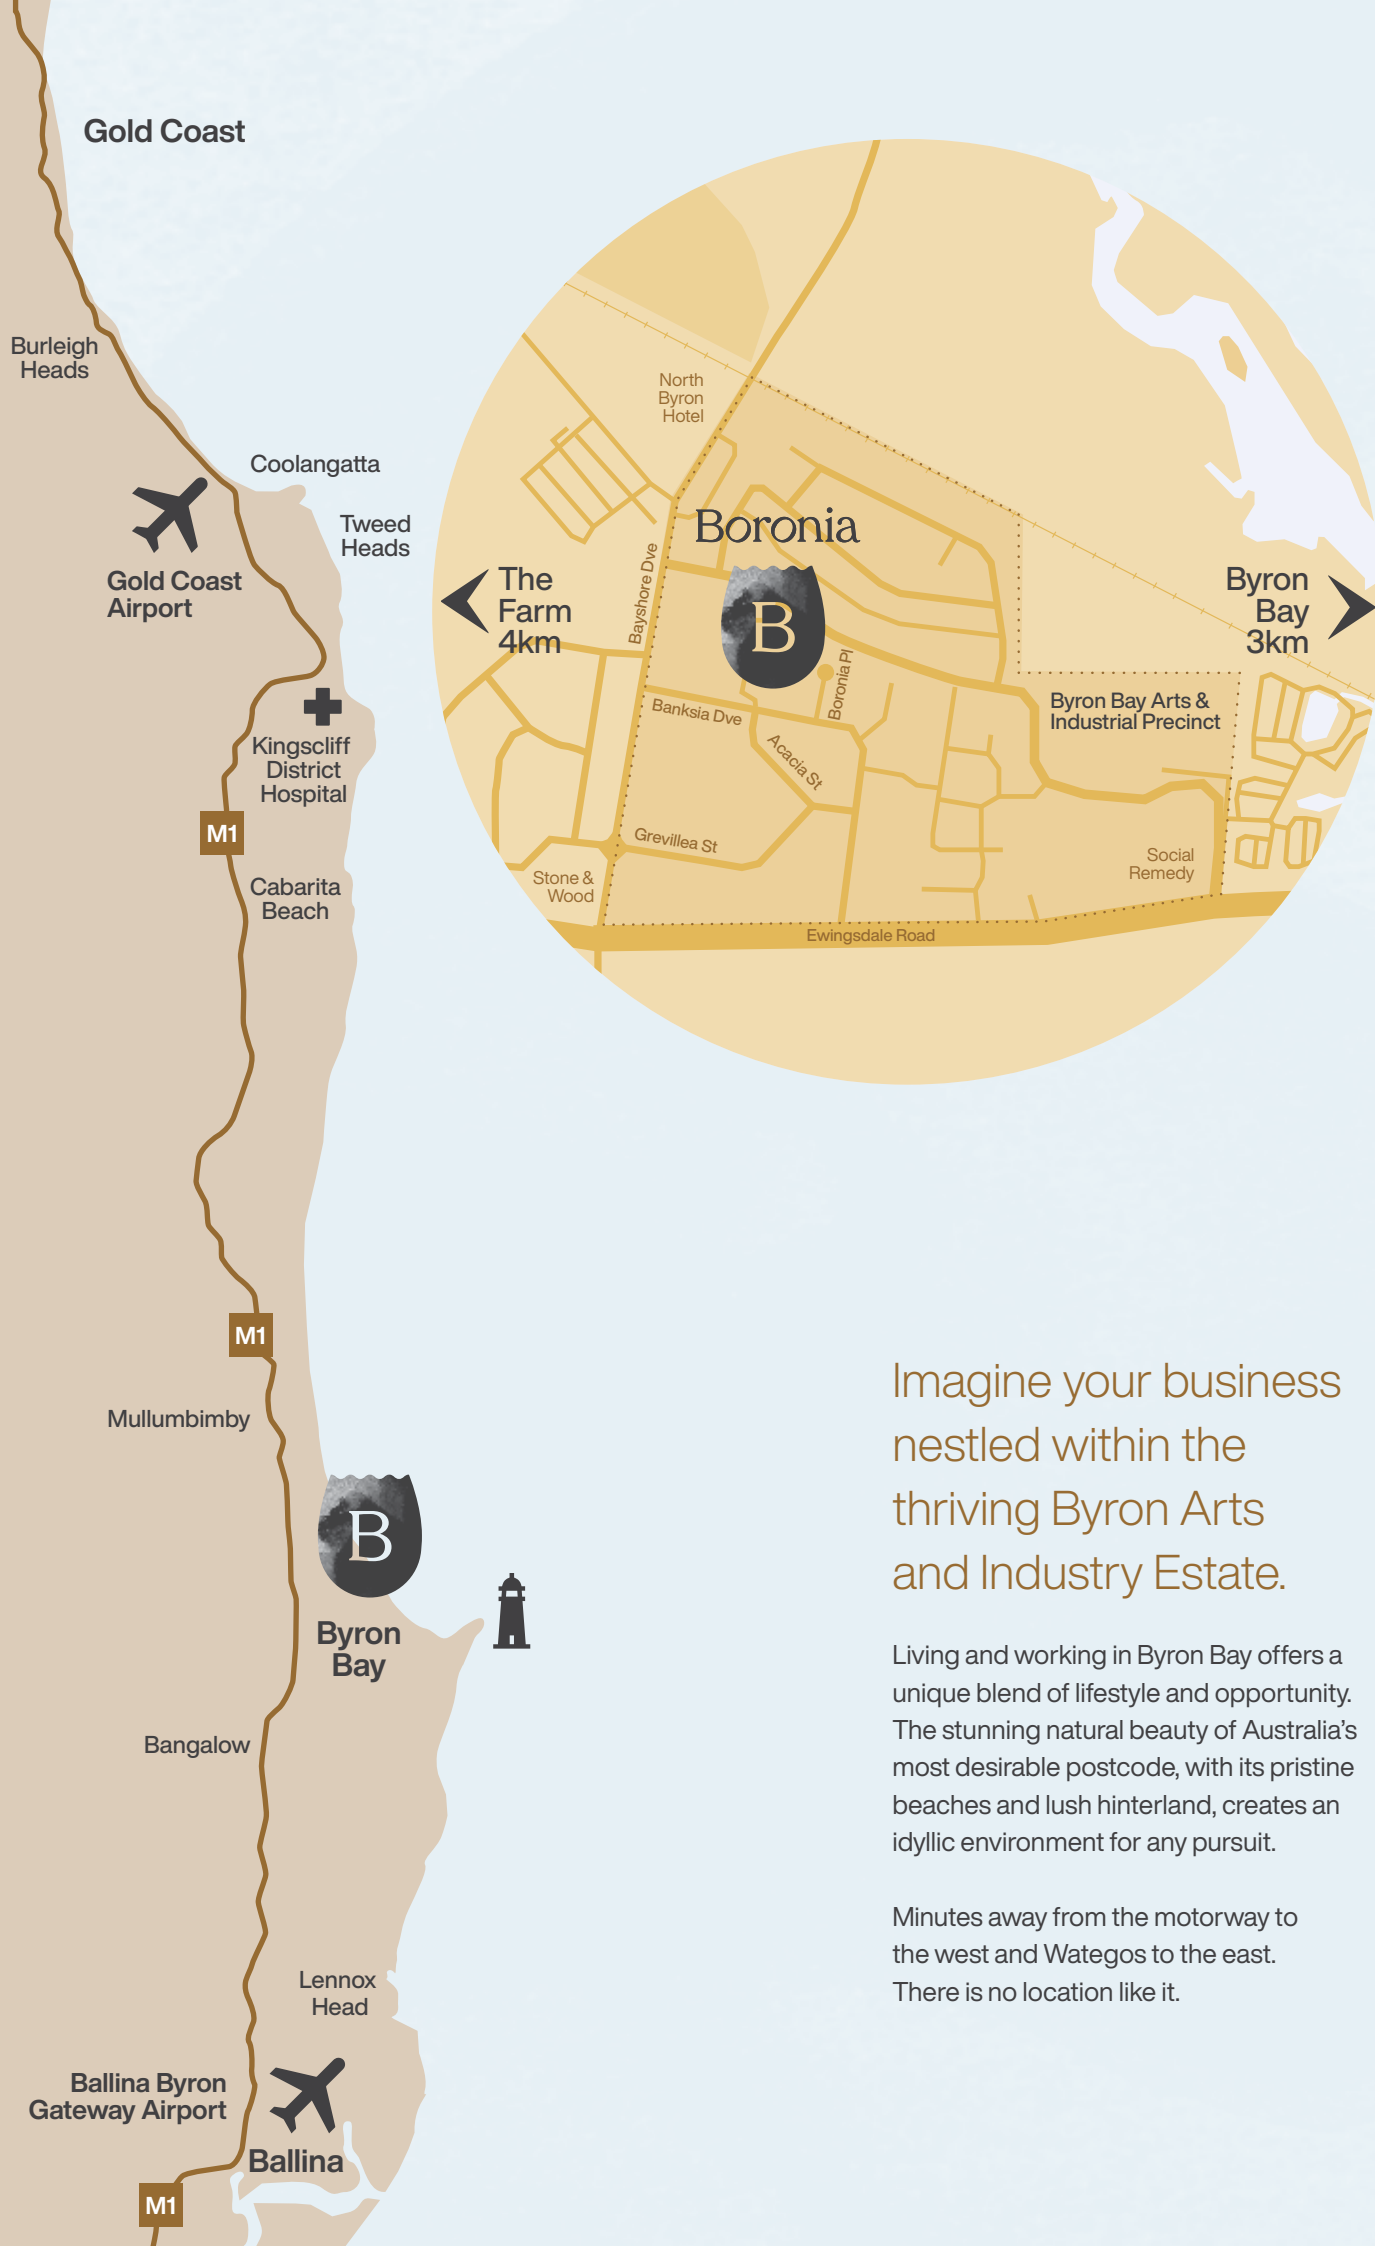 Gold Coast
Burleigh
Heads
Coolangatta
Tweed
Heads
Gold Coast
Airport
Kingscliff
District
Hospital
M1
Cabarita
Beach
M1
Mullumbimby
B
Byron
Bay
Bangalow
Lennox
Head
Ballina Byron
Gateway Airport
Ballina
M1
North
Byron
Hotel
Boronia
B
The
Farm
4km
Bayshore Dve
Byron
Bay
3km
Boronia Pl
Banksia Dve
Acacia St
Byron Bay Arts &
Industrial Precinct
Grevillea St
Stone &
Wood
Social
Remedy
Ewingsdale Road
Imagine your business
nestled within the
thriving Byron Arts
and Industry Estate.
Living and working in Byron Bay offers a
unique blend of lifestyle and opportunity.
The stunning natural beauty of Australia's
most desirable postcode, with its pristine
beaches and lush hinterland, creates an
idyllic environment for any pursuit.
Minutes away from the motorway to
the west and Wategos to the east.
There is no location like it.